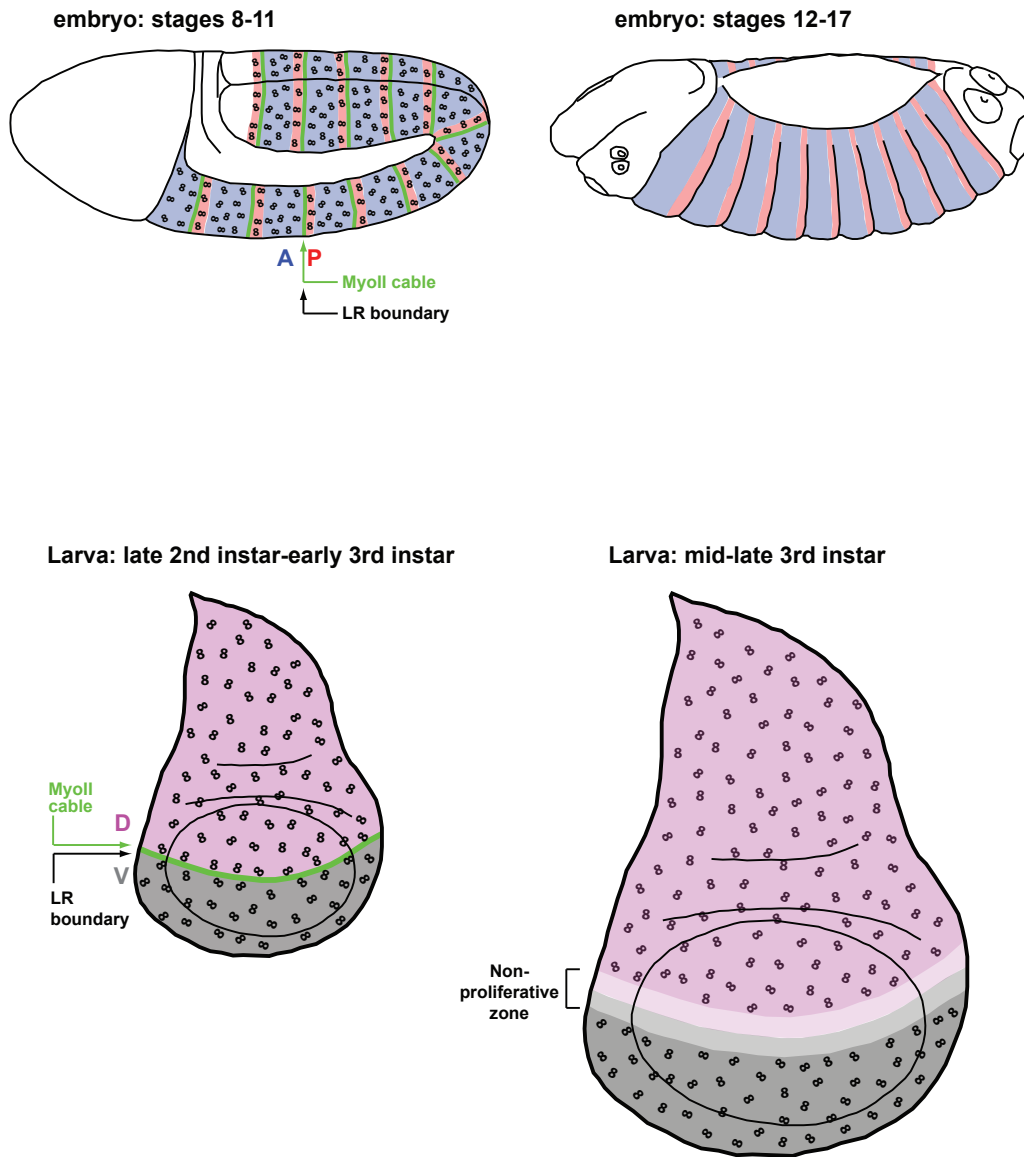 embryo: stages 8-11
embryo: stages 12-17
A P
MyoII cable
LR boundary
Larva: late 2nd instar-early 3rd instar
Larva: mid-late 3rd instar
MyoII
cable
D
V
LR
boundary
Non-
proliferative
zone